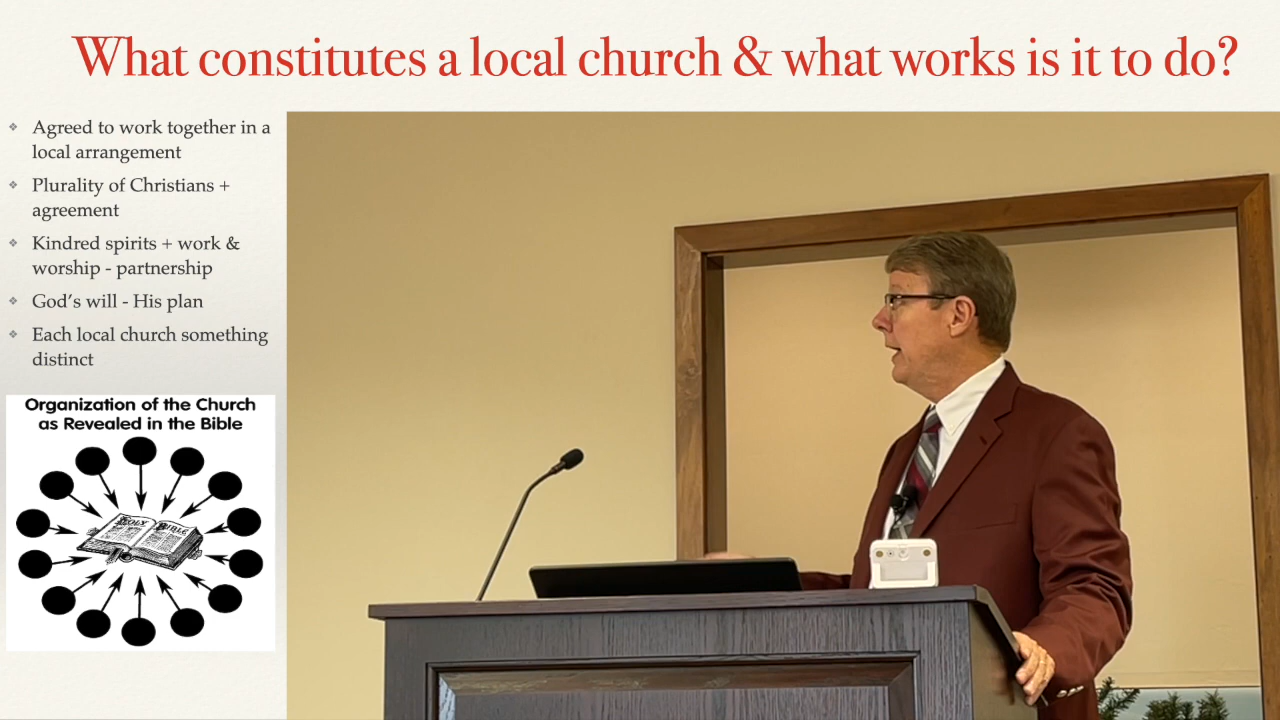 What constitutes a local church & what works is it to do?
Agreed to work together in a
local arrangement
Plurality of Christians +
agreement
Kindred spirits + work &
worship - partnership
God's will - His plan
Each local church something
distinct
Organization of the Church
as Revealed in the Bible
HOLY BIBLE